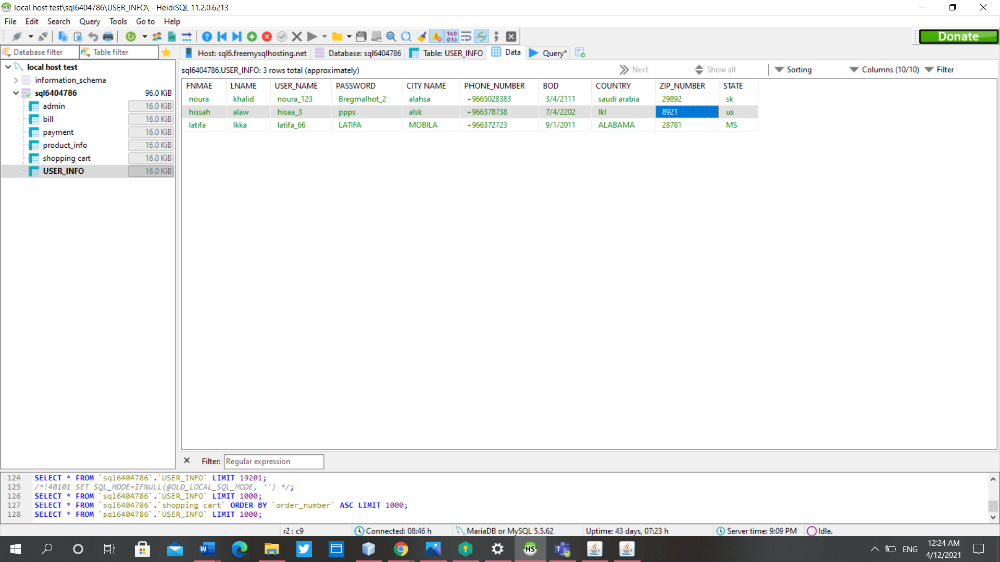 local host test\sql6404786\USER_INFO\ - HeidiSQL 11.2.0.6213
File Edit Search Query Tools Go to Help
Donate
Database filter Table filter Host: sql6.freemysqlhosting.net Database: sql6404786 Table: USER_INFO Data Query*
local host test
information_schema
sql6404786 96.0 KiB
admin 16.0 KiB
bill 16.0 KiB
payment 16.0 KiB
product_info 16.0 KiB
shopping cart 16.0 KiB
USER_INFO 16.0 KiB
sql6404786.USER_INFO: 3 rows total (approximately) Next Show all Sorting Columns (10/10) Filter
FNMAE LNAME USER_NAME PASSWORD CITY NAME PHONE_NUMBER BOD COUNTRY ZIP_NUMBER STATE
noura khalid noura_123 Bregmalhot_2 alahsa +9665028383 3/4/2111 saudi arabia 29892 sk
hissah alaw hisaa_3 ppps alsk +966378738 7/4/2202 lkl 8921 us
latifa lkka latifa_66 LATIFA MOBILA +966372723 9/1/2011 ALABAMA 28781 MS
Filter: Regular expression
124 SELECT * FROM `sql6404786`.`USER_INFO` LIMIT 19201;
125 /*!40101 SET SQL_MODE=IFNULL(@OLD_LOCAL_SQL_MODE, '') */;
126 SELECT * FROM `sql6404786`.`USER_INFO` LIMIT 1000;
127 SELECT * FROM `sql6404786`.`shopping cart` ORDER BY `order_number` ASC LIMIT 1000;
128 SELECT * FROM `sql6404786`.`USER_INFO` LIMIT 1000;
r2 : c9 Connected: 08:46 h MariaDB or MySQL 5.5.62 Uptime: 43 days, 07:23 h Server time: 9:09 PM Idle.
ENG 12:24 AM
4/12/2021